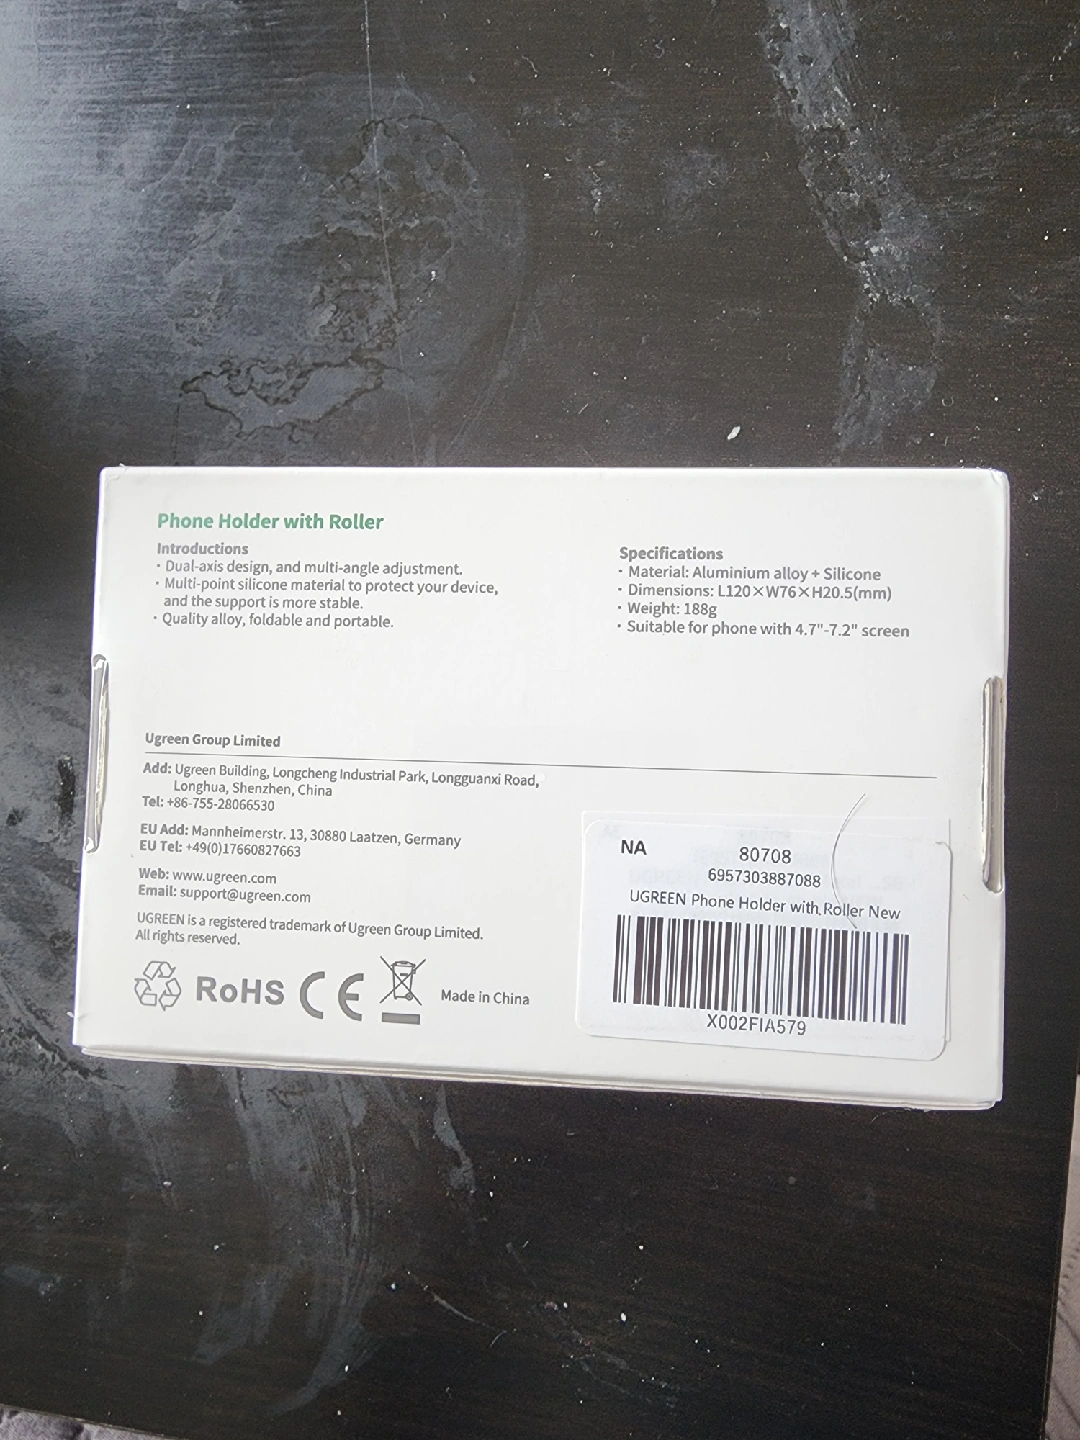 Phone Holder with Roller
Introductions
· Dual-axis design, and multi-angle adjustment.
· Multi-point silicone material to protect your device,
and the support is more stable.
· Quality alloy, foldable and portable.
Specifications
· Material: Aluminium alloy + Silicone
· Dimensions: L120×W76×H20.5(mm)
· Weight: 188g
· Suitable for phone with 4.7"-7.2" screen
Ugreen Group Limited
Add: Ugreen Building, Longcheng Industrial Park, Longguanxi Road,
Longhua, Shenzhen, China
Tel: +86-755-28066530
EU Add: Mannheimerstr. 13, 30880 Laatzen, Germany
EU Tel: +49(0)17660827663
Web: www.ugreen.com
Email: support@ugreen.com
UGREEN is a registered trademark of Ugreen Group Limited.
All rights reserved.
RoHS CE
Made in China
NA
80708
6957303887088
UGREEN Phone Holder with Roller New
X002FIA579